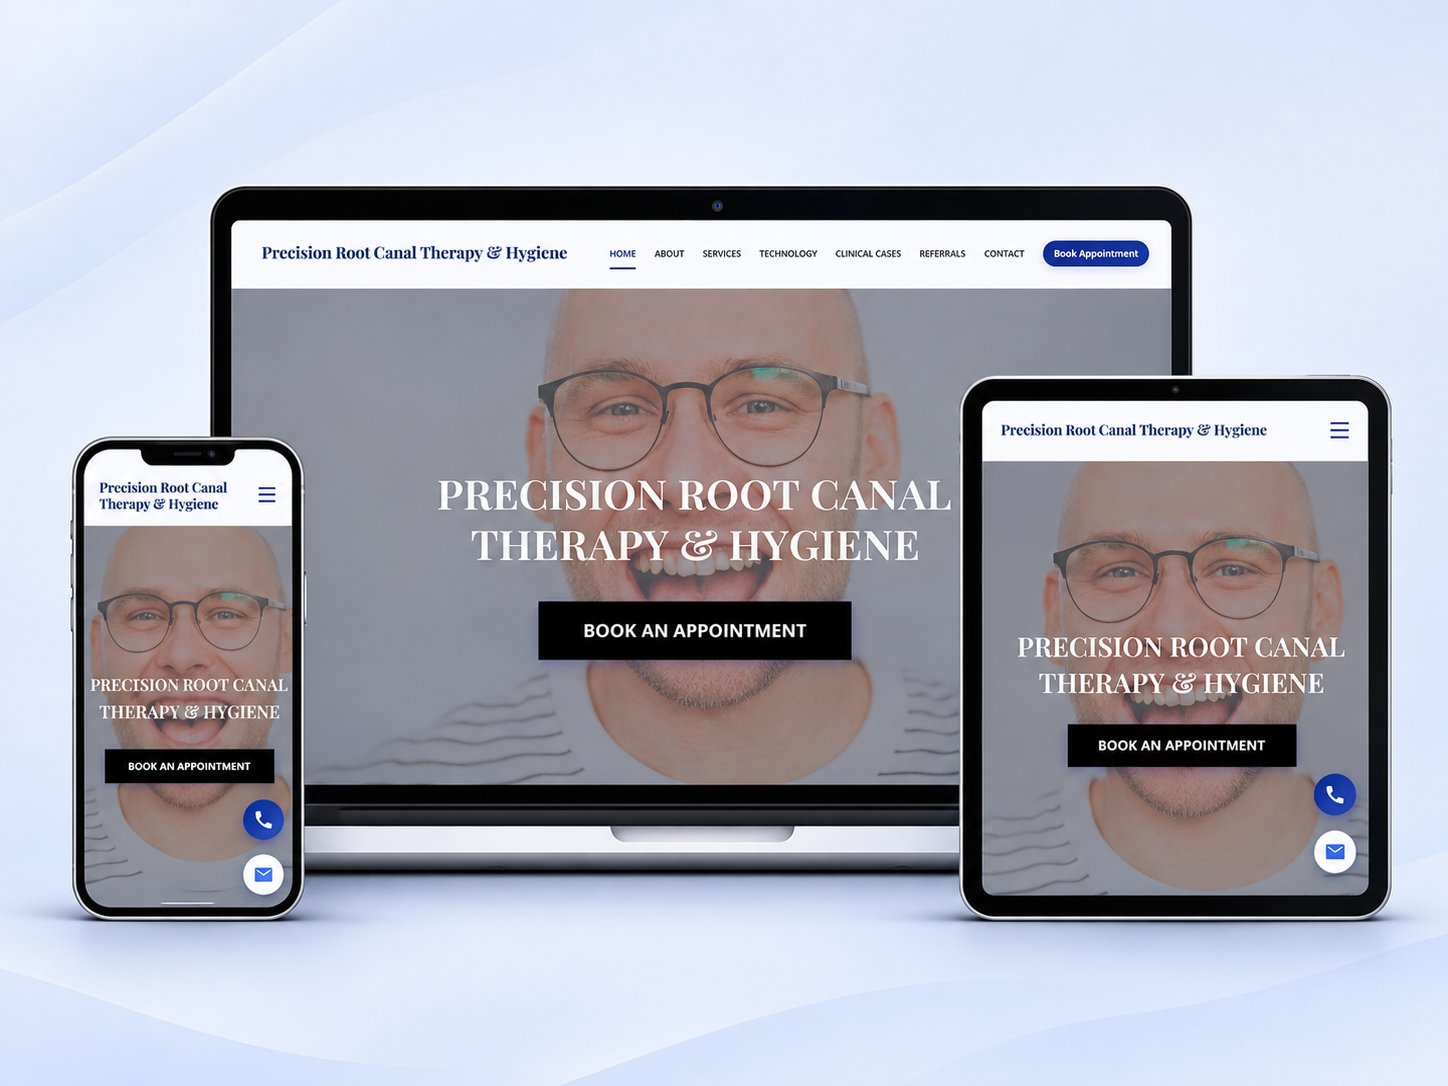 Precision Root Canal Therapy & Hygiene
HOME ABOUT SERVICES TECHNOLOGY CLINICAL CASES REFERRALS CONTACT Book Appointment
PRECISION ROOT CANAL
THERAPY & HYGIENE
BOOK AN APPOINTMENT
Precision Root Canal
Therapy & Hygiene
PRECISION ROOT CANAL
THERAPY & HYGIENE
BOOK AN APPOINTMENT
Precision Root Canal Therapy & Hygiene
PRECISION ROOT CANAL
THERAPY & HYGIENE
BOOK AN APPOINTMENT